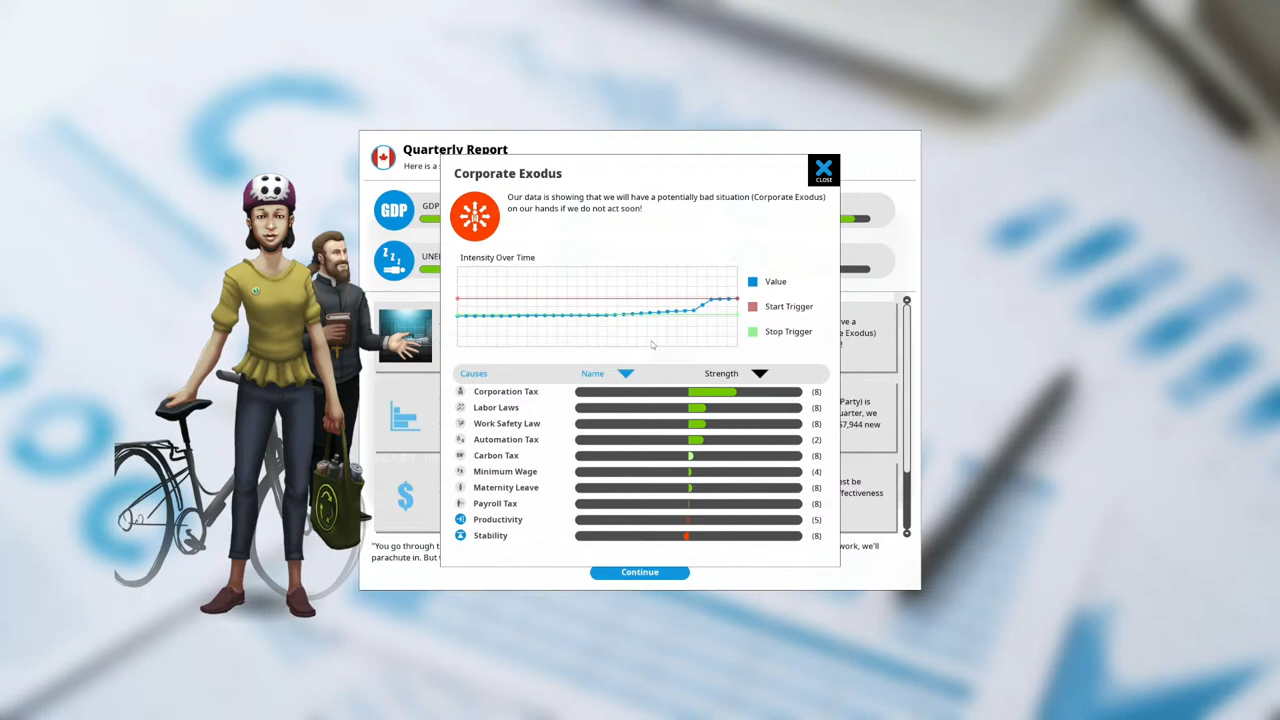 Quarterly Report
Here is a
GDP
GDP
UNE
Corporate Exodus
CLOSE
Our data is showing that we will have a potentially bad situation (Corporate Exodus)
on our hands if we do not act soon!
Intensity Over Time
Value
Start Trigger
Stop Trigger
Causes Name Strength
Corporation Tax (8)
Labor Laws (8)
Work Safety Law (8)
Automation Tax (2)
Carbon Tax (8)
Minimum Wage (4)
Maternity Leave (8)
Payroll Tax (8)
Productivity (5)
Stability (8)
ve a
e Exodus)
Party) is
uarter, we
7,944 new
est be
ffectiveness
"You go through t
work, we'll
parachute in. But
Continue